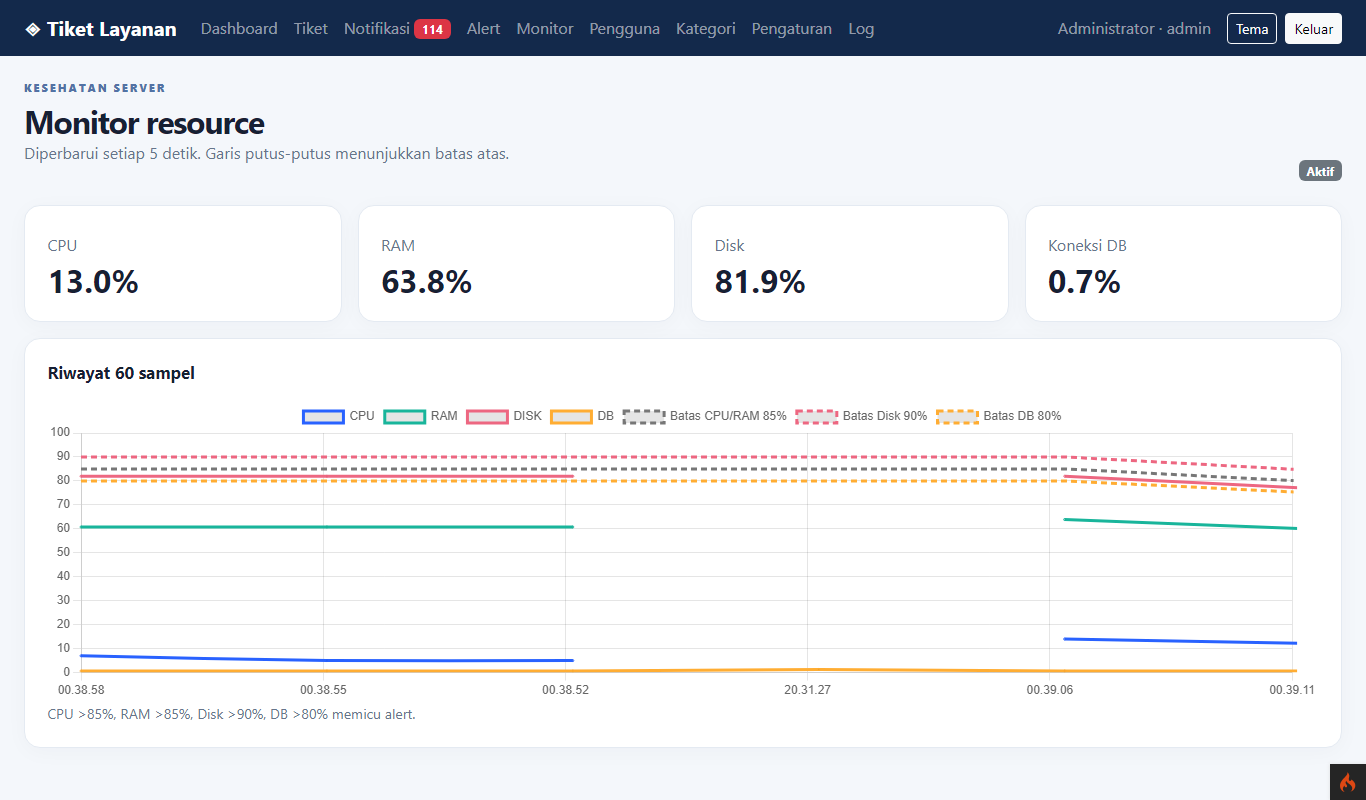 Tiket Layanan Dashboard Tiket Notifikasi 114 Alert Monitor Pengguna Kategori Pengaturan Log Administrator · admin Tema Keluar
KESEHATAN SERVER
Monitor resource
Diperbarui setiap 5 detik. Garis putus-putus menunjukkan batas atas.
Aktif
CPU
13.0%
RAM
63.8%
Disk
81.9%
Koneksi DB
0.7%
Riwayat 60 sampel
CPU RAM DISK DB Batas CPU/RAM 85% Batas Disk 90% Batas DB 80%
100
90
80
70
60
50
40
30
20
10
0
00.38.58 00.38.55 00.38.52 20.31.27 00.39.06 00.39.11
CPU >85%, RAM >85%, Disk >90%, DB >80% memicu alert.